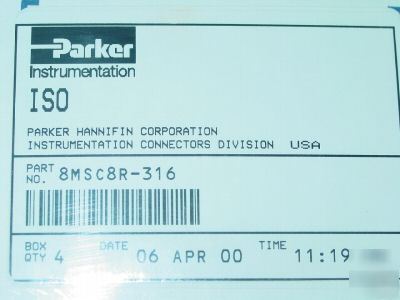 Parker
Instrumentation
ISO
PARKER HANNIFIN CORPORATION
INSTRUMENTATION CONNECTORS DIVISION USA
PART NO. 8MSC8R-316
BOX QTY 4 DATE 06 APR 00 TIME 11:19